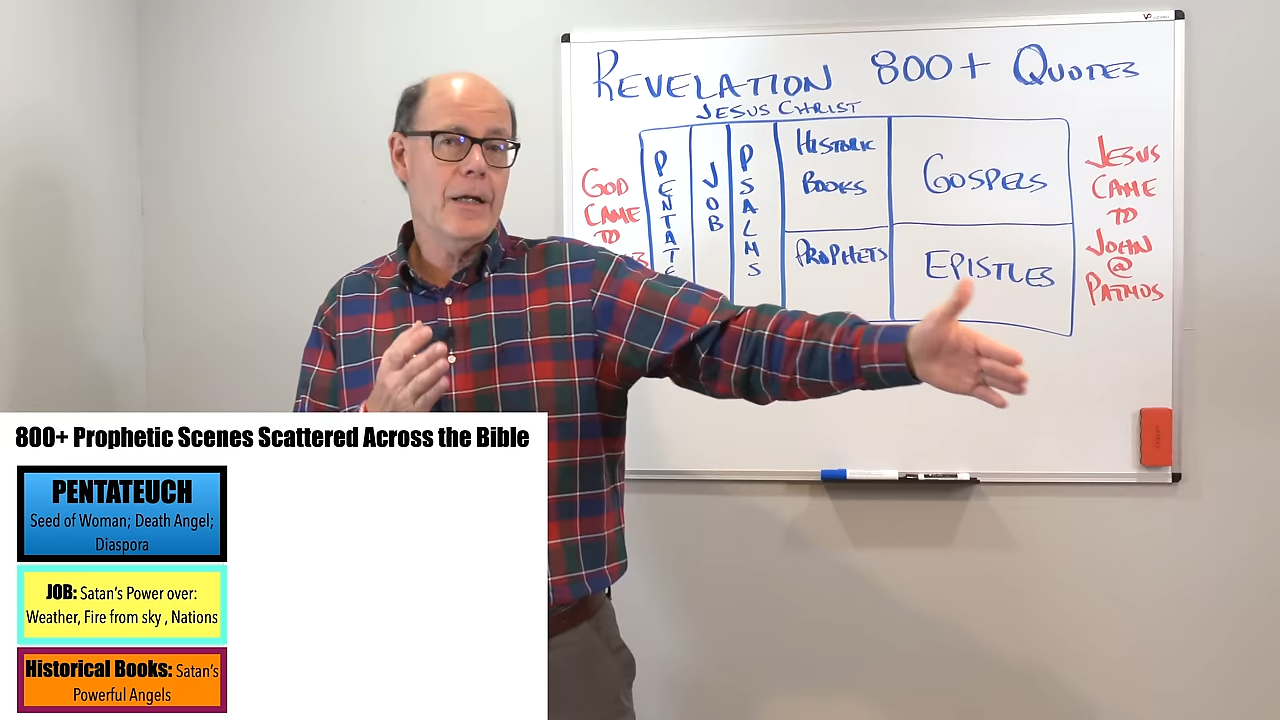 REVELATION 800+ QUOTES
JESUS CHRIST
GOD
CAME
TO
JOB
PSALMS
HISTORIC
BOOKS
PROPHETS
GOSPELS
EPISTLES
JESUS
CAME
TO
JOHN
@
PATMOS
800+ Prophetic Scenes Scattered Across the Bible
PENTATEUCH
Seed of Woman; Death Angel;
Diaspora
JOB: Satan's Power over:
Weather, Fire from sky , Nations
Historical Books: Satan's
Powerful Angels